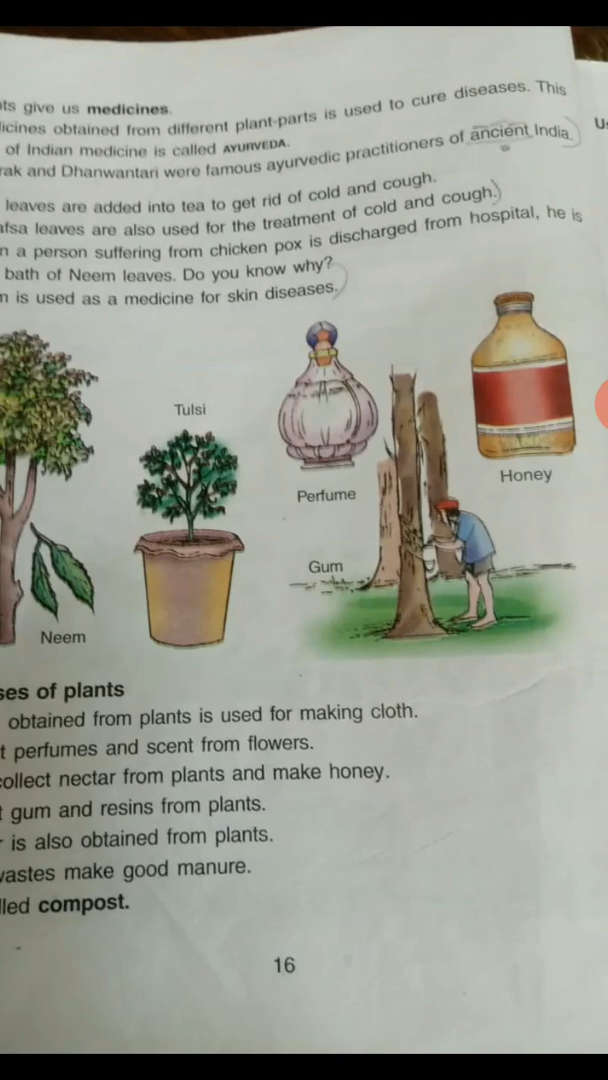 ts give us medicines.
icines obtained from different plant-parts is used to cure diseases. This
of Indian medicine is called AYURVEDA.
rak and Dhanwantari were famous ayurvedic practitioners of ancient India.
leaves are added into tea to get rid of cold and cough.
afsa leaves are also used for the treatment of cold and cough.
n a person suffering from chicken pox is discharged from hospital, he is
bath of Neem leaves. Do you know why?
n is used as a medicine for skin diseases.
Tulsi
Perfume
Honey
Gum
Neem
ses of plants
obtained from plants is used for making cloth.
t perfumes and scent from flowers.
collect nectar from plants and make honey.
t gum and resins from plants.
is also obtained from plants.
wastes make good manure.
lled compost.
16